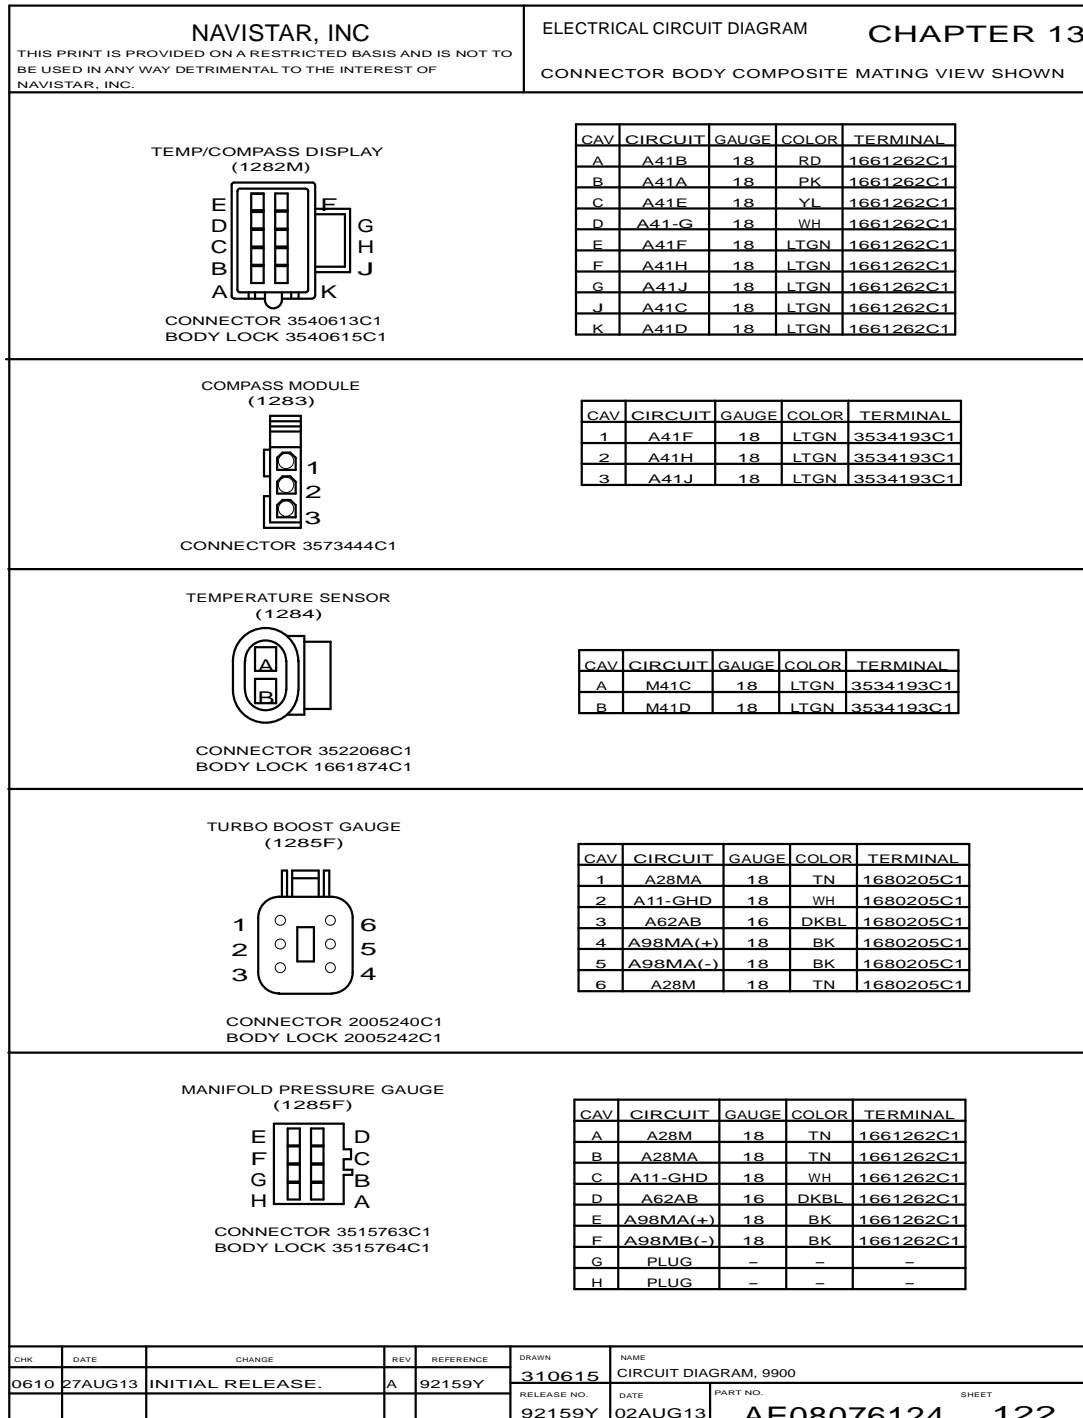 NAVISTAR, INC
THIS PRINT IS PROVIDED ON A RESTRICTED BASIS AND IS NOT TO
BE USED IN ANY WAY DETRIMENTAL TO THE INTEREST OF
NAVISTAR, INC.
ELECTRICAL CIRCUIT DIAGRAM CHAPTER 13
CONNECTOR BODY COMPOSITE MATING VIEW SHOWN
TEMP/COMPASS DISPLAY
(1282M)
E F
D G
C H
B J
A K
CONNECTOR 3540613C1
BODY LOCK 3540615C1
CAV CIRCUIT GAUGE COLOR TERMINAL
A A41B 18 RD 1661262C1
B A41A 18 PK 1661262C1
C A41E 18 YL 1661262C1
D A41-G 18 WH 1661262C1
E A41F 18 LTGN 1661262C1
F A41H 18 LTGN 1661262C1
G A41J 18 LTGN 1661262C1
J A41C 18 LTGN 1661262C1
K A41D 18 LTGN 1661262C1
COMPASS MODULE
(1283)
1
2
3
CONNECTOR 3573444C1
CAV CIRCUIT GAUGE COLOR TERMINAL
1 A41F 18 LTGN 3534193C1
2 A41H 18 LTGN 3534193C1
3 A41J 18 LTGN 3534193C1
TEMPERATURE SENSOR
(1284)
A
B
CONNECTOR 3522068C1
BODY LOCK 1661874C1
CAV CIRCUIT GAUGE COLOR TERMINAL
A M41C 18 LTGN 3534193C1
B M41D 18 LTGN 3534193C1
TURBO BOOST GAUGE
(1285F)
1 6
2 5
3 4
CONNECTOR 2005240C1
BODY LOCK 2005242C1
CAV CIRCUIT GAUGE COLOR TERMINAL
1 A28MA 18 TN 1680205C1
2 A11-GHD 18 WH 1680205C1
3 A62AB 16 DKBL 1680205C1
4 A98MA(+) 18 BK 1680205C1
5 A98MA(-) 18 BK 1680205C1
6 A28M 18 TN 1680205C1
MANIFOLD PRESSURE GAUGE
(1285F)
E D
F C
G B
H A
CONNECTOR 3515763C1
BODY LOCK 3515764C1
CAV CIRCUIT GAUGE COLOR TERMINAL
A A28M 18 TN 1661262C1
B A28MA 18 TN 1661262C1
C A11-GHD 18 WH 1661262C1
D A62AB 16 DKBL 1661262C1
E A98MA(+) 18 BK 1661262C1
F A98MB(-) 18 BK 1661262C1
G PLUG – – –
H PLUG – – –
CHK DATE CHANGE REV REFERENCE
0610 27AUG13 INITIAL RELEASE. A 92159Y
DRAWN NAME
310615 CIRCUIT DIAGRAM, 9900
RELEASE NO. DATE PART NO. SHEET
92159Y 02AUG13 AE08076124 122